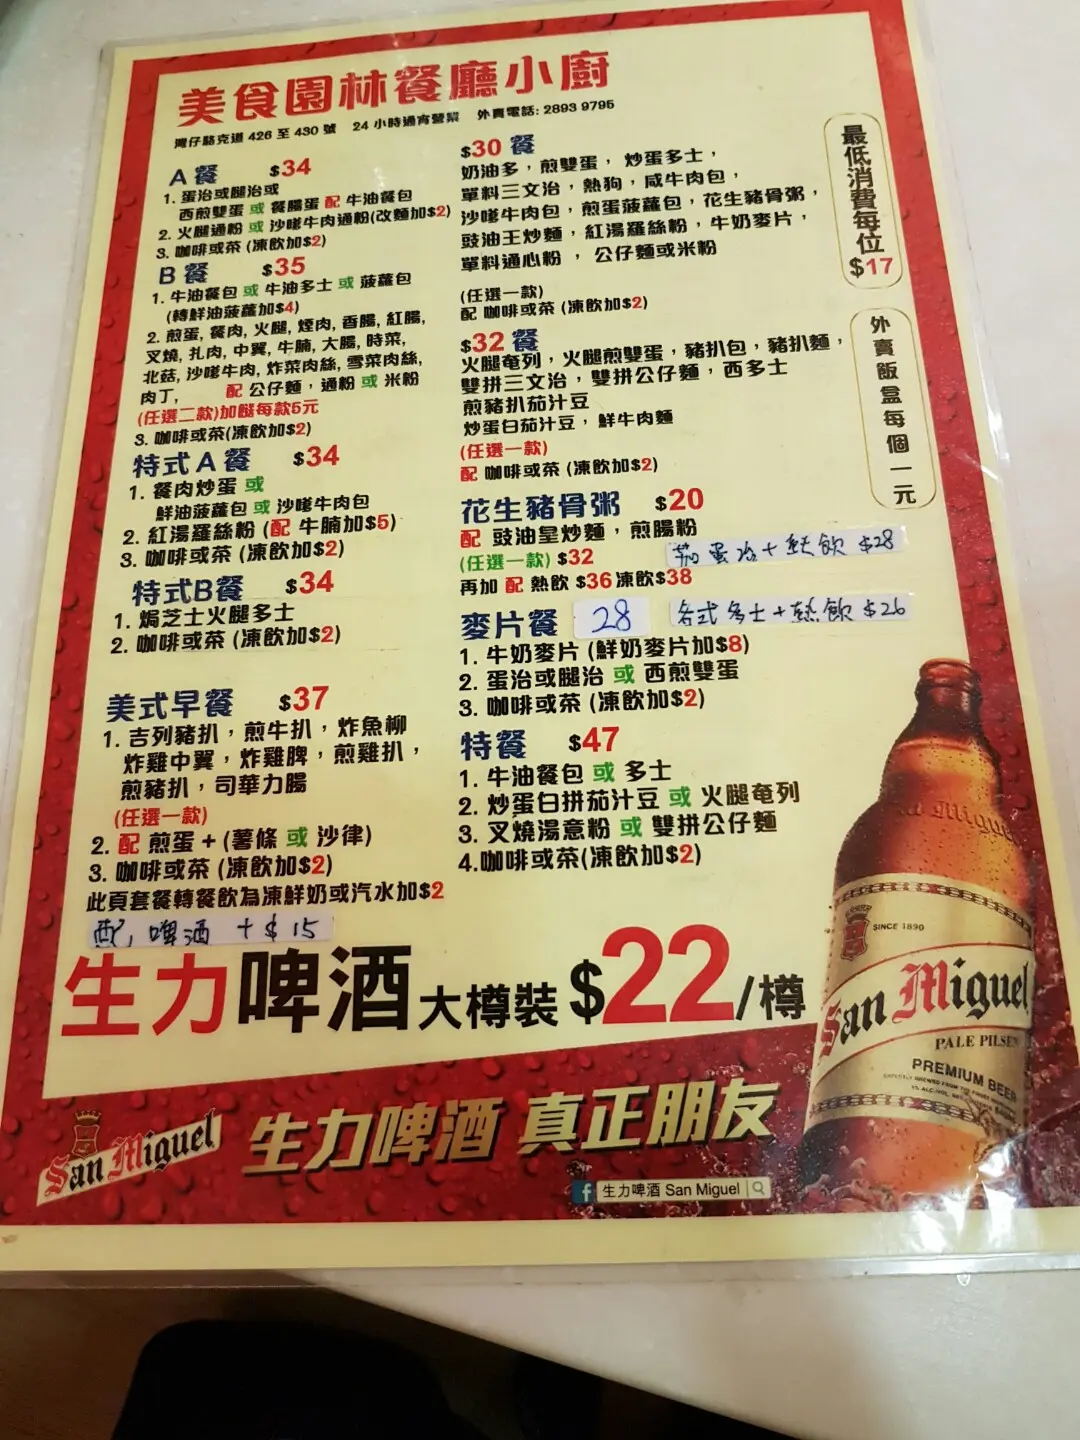 美食園林餐廳小廚
灣仔駱克道 426 至 430 號 24 小時通宵營業 外賣電話: 2893 9795
A 餐 $34
1. 蛋治或腿治或
西煎雙蛋 或 餐腸蛋 配 牛油餐包
2. 火腿通粉 或 沙嗲牛肉通粉(改麵加$2)
3. 咖啡或茶 (凍飲加$2)
B 餐 $35
1. 牛油餐包 或 牛油多士 或 菠蘿包
(轉鮮油菠蘿加$4)
2. 煎蛋, 餐肉, 火腿, 煙肉, 香腸, 紅腸,
叉燒, 扎肉, 中翼, 牛腩, 大腸, 時菜,
北菇, 沙嗲牛肉, 炸菜肉絲, 雪菜肉絲,
肉丁, 配 公仔麵，通粉 或 米粉
(任選二款)加餸每款5元
3. 咖啡或茶(凍飲加$2)
特式A 餐 $34
1. 餐肉炒蛋 或
鮮油菠蘿包 或 沙嗲牛肉包
2. 紅湯羅絲粉 (配 牛腩加$5)
3. 咖啡或茶 (凍飲加$2)
特式B餐 $34
1. 焗芝士火腿多士
2. 咖啡或茶 (凍飲加$2)
美式早餐 $37
1. 吉列豬扒，煎牛扒，炸魚柳
炸雞中翼，炸雞脾，煎雞扒，
煎豬扒，司華力腸
(任選一款)
2. 配 煎蛋 + (薯條 或 沙律)
3. 咖啡或茶 (凍飲加$2)
此頁套餐轉餐飲為凍鮮奶或汽水加$2
配, 啤酒 + $15
$30 餐
奶油多，煎雙蛋， 炒蛋多士，
單料三文治，熱狗，咸牛肉包，
沙嗲牛肉包，煎蛋菠蘿包，花生豬骨粥，
豉油王炒麵，紅湯羅絲粉，牛奶麥片，
單料通心粉 ， 公仔麵或米粉
(任選一款)
配 咖啡或茶 (凍飲加$2)
$32 餐
火腿奄列，火腿煎雙蛋，豬扒包，豬扒麵，
雙拼三文治，雙拼公仔麵，西多士
煎豬扒茄汁豆
炒蛋白茄汁豆，鮮牛肉麵
(任選一款)
配 咖啡或茶 (凍飲加$2)
花生豬骨粥 $20
配 豉油皇炒麵，煎腸粉
(任選一款) $32
茄蛋治+熱飲 $28
再加 配 熱飲 $36 凍飲$38
麥片餐 28
各式多士+熱飲 $26
1. 牛奶麥片 (鮮奶麥片加$8)
2. 蛋治或腿治 或 西煎雙蛋
3. 咖啡或茶 (凍飲加$2)
特餐 $47
1. 牛油餐包 或 多士
2. 炒蛋白拼茄汁豆 或 火腿奄列
3. 叉燒湯意粉 或 雙拼公仔麵
4.咖啡或茶(凍飲加$2)
最低消費每位$17
外賣飯盒每個一元
生力啤酒 大樽裝 $22/樽
San Miguel
SINCE 1890
San Miguel
PALE PILSEN
PREMIUM BEER
San Miguel
生力啤酒 真正朋友
f 生力啤酒 San Miguel